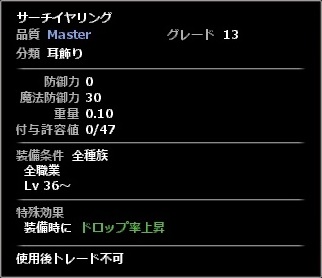 サーチイヤリング
品質 Master グレード 13
分類 耳飾り
防御力 0
魔法防御力 30
重量 0.10
付与許容値 0/47
装備条件 全種族
全職業
Lv 36～
特殊効果
装備時に ドロップ率上昇
使用後トレード不可